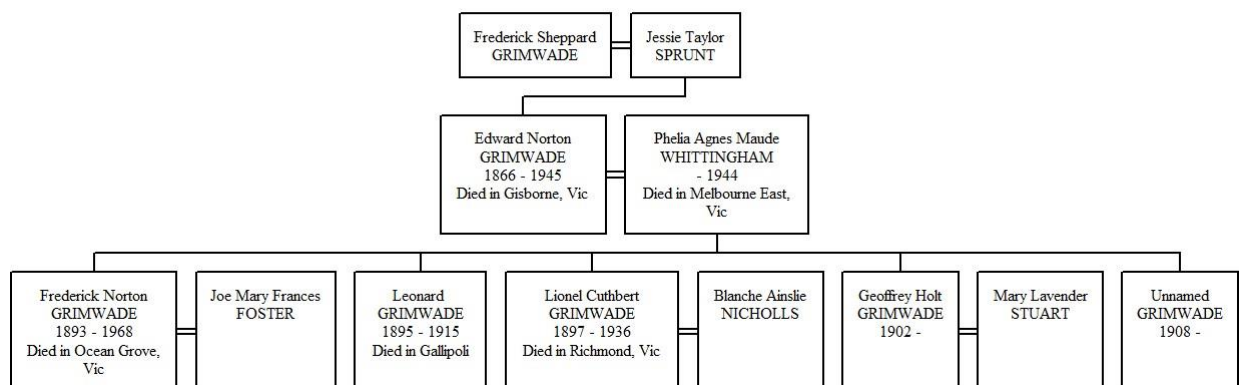 Frederick Sheppard
GRIMWADE
Jessie Taylor
SPRUNT
Edward Norton
GRIMWADE
1866 - 1945
Died in Gisborne, Vic
Phelia Agnes Maude
WHITTINGHAM
- 1944
Died in Melbourne East,
Vic
Frederick Norton
GRIMWADE
1893 - 1968
Died in Ocean Grove,
Vic
Joe Mary Frances
FOSTER
Leonard
GRIMWADE
1895 - 1915
Died in Gallipoli
Lionel Cuthbert
GRIMWADE
1897 - 1936
Died in Richmond, Vic
Blanche Ainslie
NICHOLLS
Geoffrey Holt
GRIMWADE
1902 -
Mary Lavender
STUART
Unnamed
GRIMWADE
1908 -